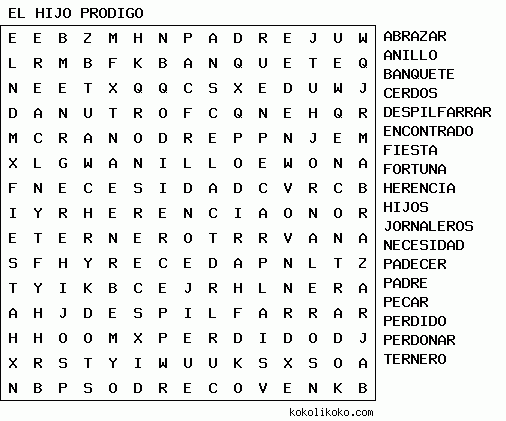 EL HIJO PRODIGO
E E B Z M H N P A D R E J U W
L R M B F K B A N Q U E T E Q
N E E T X Q Q C S X E D U W J
D A N U T R O F C Q N E H Q R
M C R A N O D R E P P N J E M
X L G W A N I L L O E W O N A
F N E C E S I D A D C V R C B
I Y R H E R E N C I A O N O R
E T E R N E R O T R R V A N A
S F H Y R E C E D A P N L T Z
T Y I K B C E J R H L N E R A
A H J D E S P I L F A R R A R
H H O O M X P E R D I D O D J
X R S T Y I W U U K S X S O A
N B P S O D R E C O V E N K B
ABRAZAR
ANILLO
BANQUETE
CERDOS
DESPILFARRAR
ENCONTRADO
FIESTA
FORTUNA
HERENCIA
HIJOS
JORNALEROS
NECESIDAD
PADECER
PADRE
PECAR
PERDIDO
PERDONAR
TERNERO
kokolikoko.com